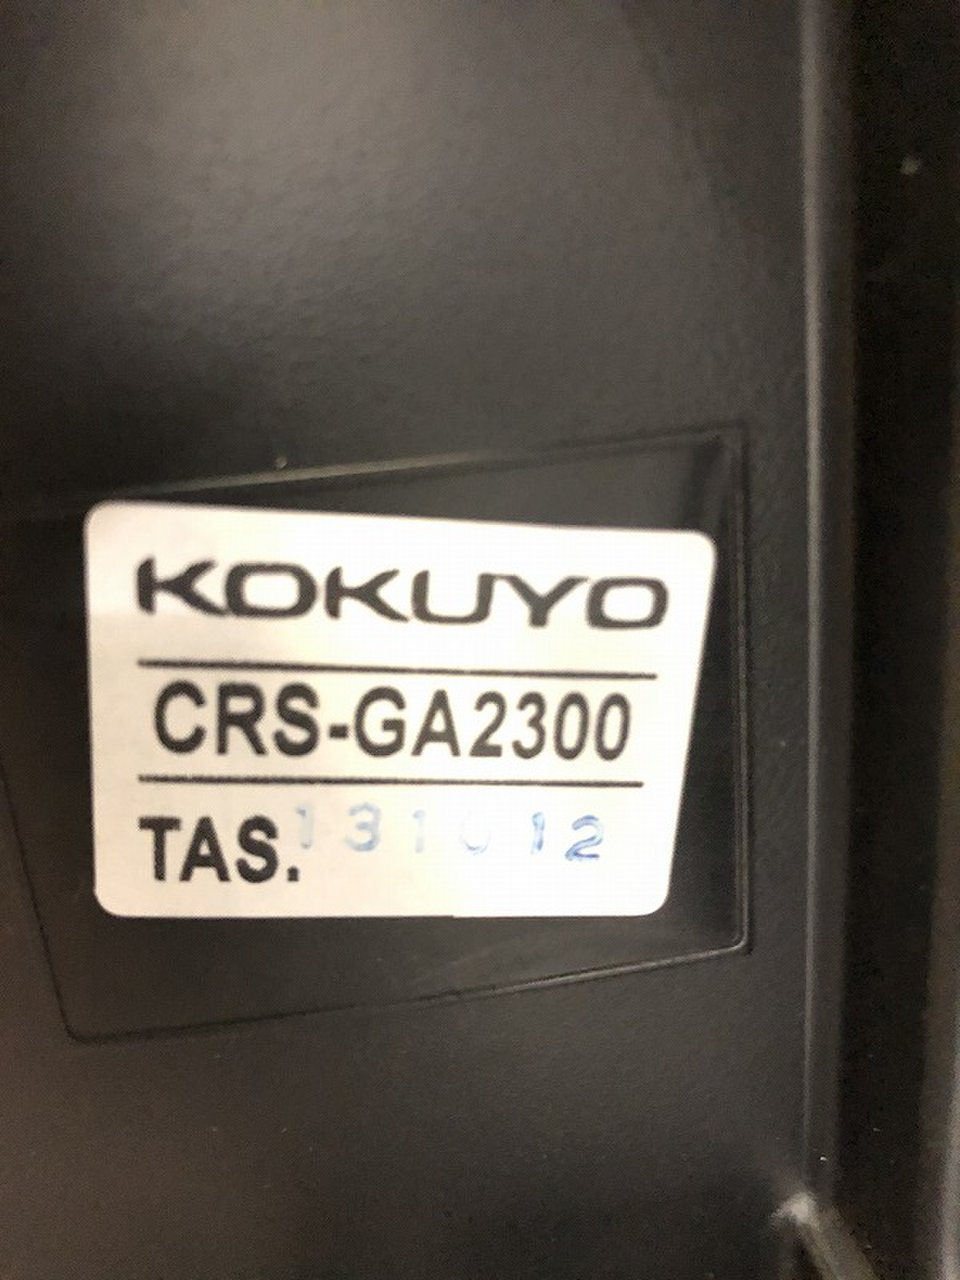 KOKUYO
CRS-GA2300
TAS. 131012